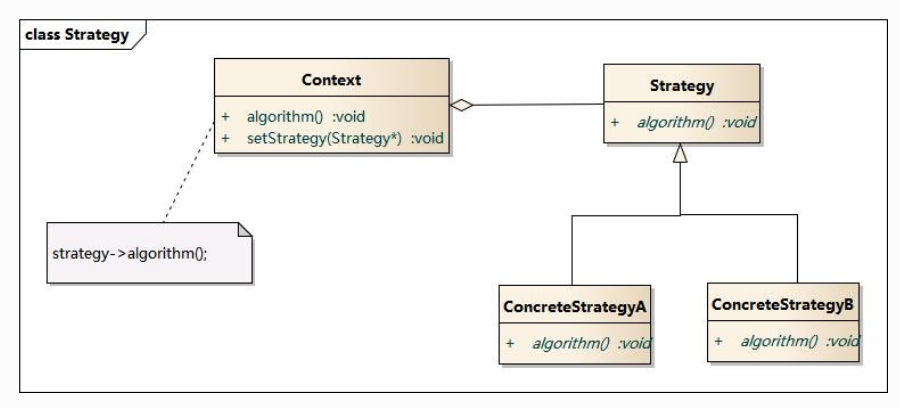 class Strategy
Context
+ algorithm() :void
+ setStrategy(Strategy*) :void
Strategy
+ algorithm() :void
strategy->algorithm();
ConcreteStrategyA
+ algorithm() :void
ConcreteStrategyB
+ algorithm() :void